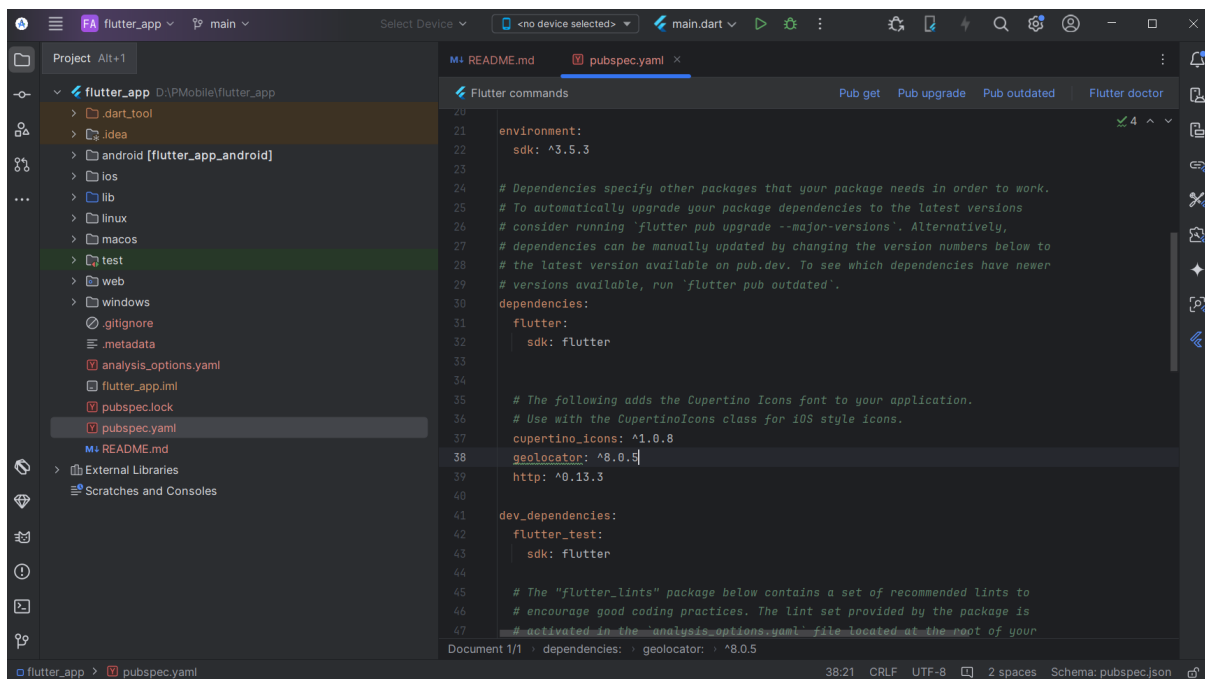 FA flutter_app main Select Device <no device selected> main.dart
Project Alt+1
README.md pubspec.yaml
flutter_app D:\PMobile\flutter_app
.dart_tool
.idea
android [flutter_app_android]
ios
lib
linux
macos
test
web
windows
.gitignore
.metadata
analysis_options.yaml
flutter_app.iml
pubspec.lock
pubspec.yaml
README.md
External Libraries
Scratches and Consoles
Flutter commands Pub get Pub upgrade Pub outdated Flutter doctor
4
20
21 environment:
22 sdk: ^3.5.3
23
24 # Dependencies specify other packages that your package needs in order to work.
25 # To automatically upgrade your package dependencies to the latest versions
26 # consider running `flutter pub upgrade --major-versions`. Alternatively,
27 # dependencies can be manually updated by changing the version numbers below to
28 # the latest version available on pub.dev. To see which dependencies have newer
29 # versions available, run `flutter pub outdated`.
30 dependencies:
31 flutter:
32 sdk: flutter
33
34
35 # The following adds the Cupertino Icons font to your application.
36 # Use with the CupertinoIcons class for iOS style icons.
37 cupertino_icons: ^1.0.8
38 geolocator: ^8.0.5
39 http: ^0.13.3
40
41 dev_dependencies:
42 flutter_test:
43 sdk: flutter
44
45 # The "flutter_lints" package below contains a set of recommended lints to
46 # encourage good coding practices. The lint set provided by the package is
47 # activated in the `analysis_options.yaml` file located at the root of your
Document 1/1 › dependencies: › geolocator: › ^8.0.5
flutter_app > pubspec.yaml 38:21 CRLF UTF-8 2 spaces Schema: pubspec.json